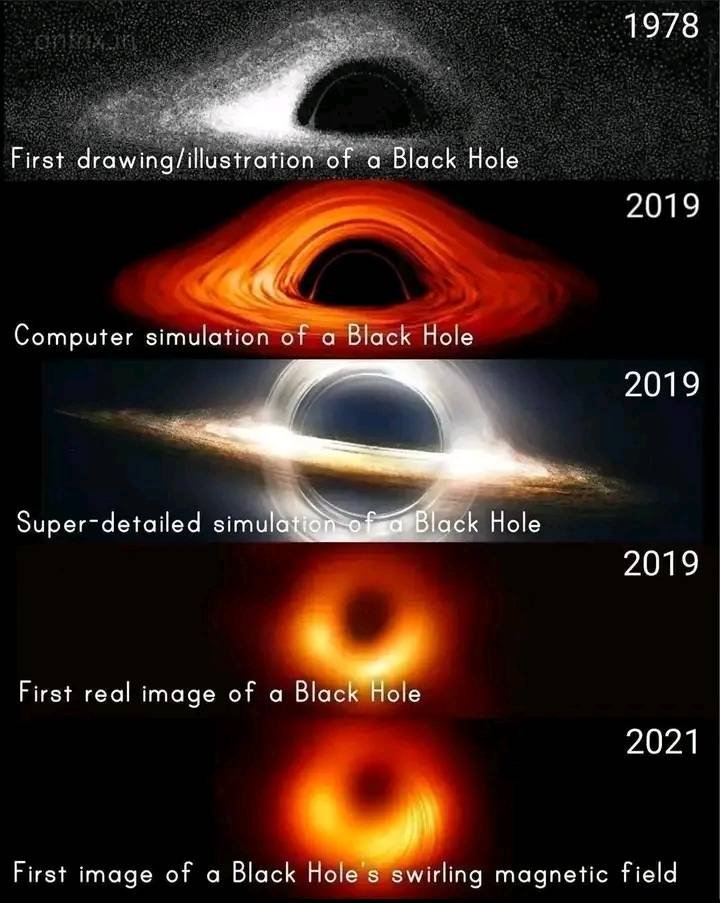 1978
First drawing/illustration of a Black Hole
2019
Computer simulation of a Black Hole
2019
Super-detailed simulation of a Black Hole
2019
First real image of a Black Hole
2021
First image of a Black Hole's swirling magnetic field